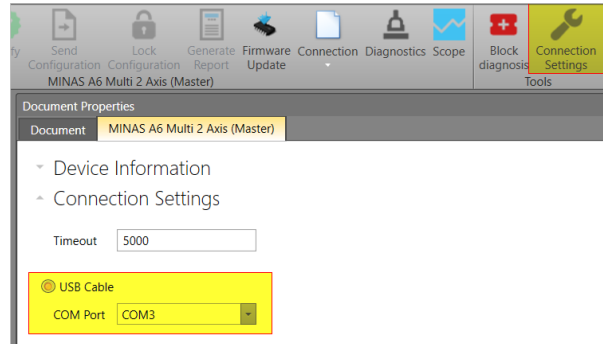 fy Send Lock Generate Firmware Connection Diagnostics Scope Block Connection
Configuration Configuration Report Update diagnosis Settings
MINAS A6 Multi 2 Axis (Master) Tools
Document Properties
Document MINAS A6 Multi 2 Axis (Master)
Device Information
Connection Settings
Timeout 5000
USB Cable
COM Port COM3